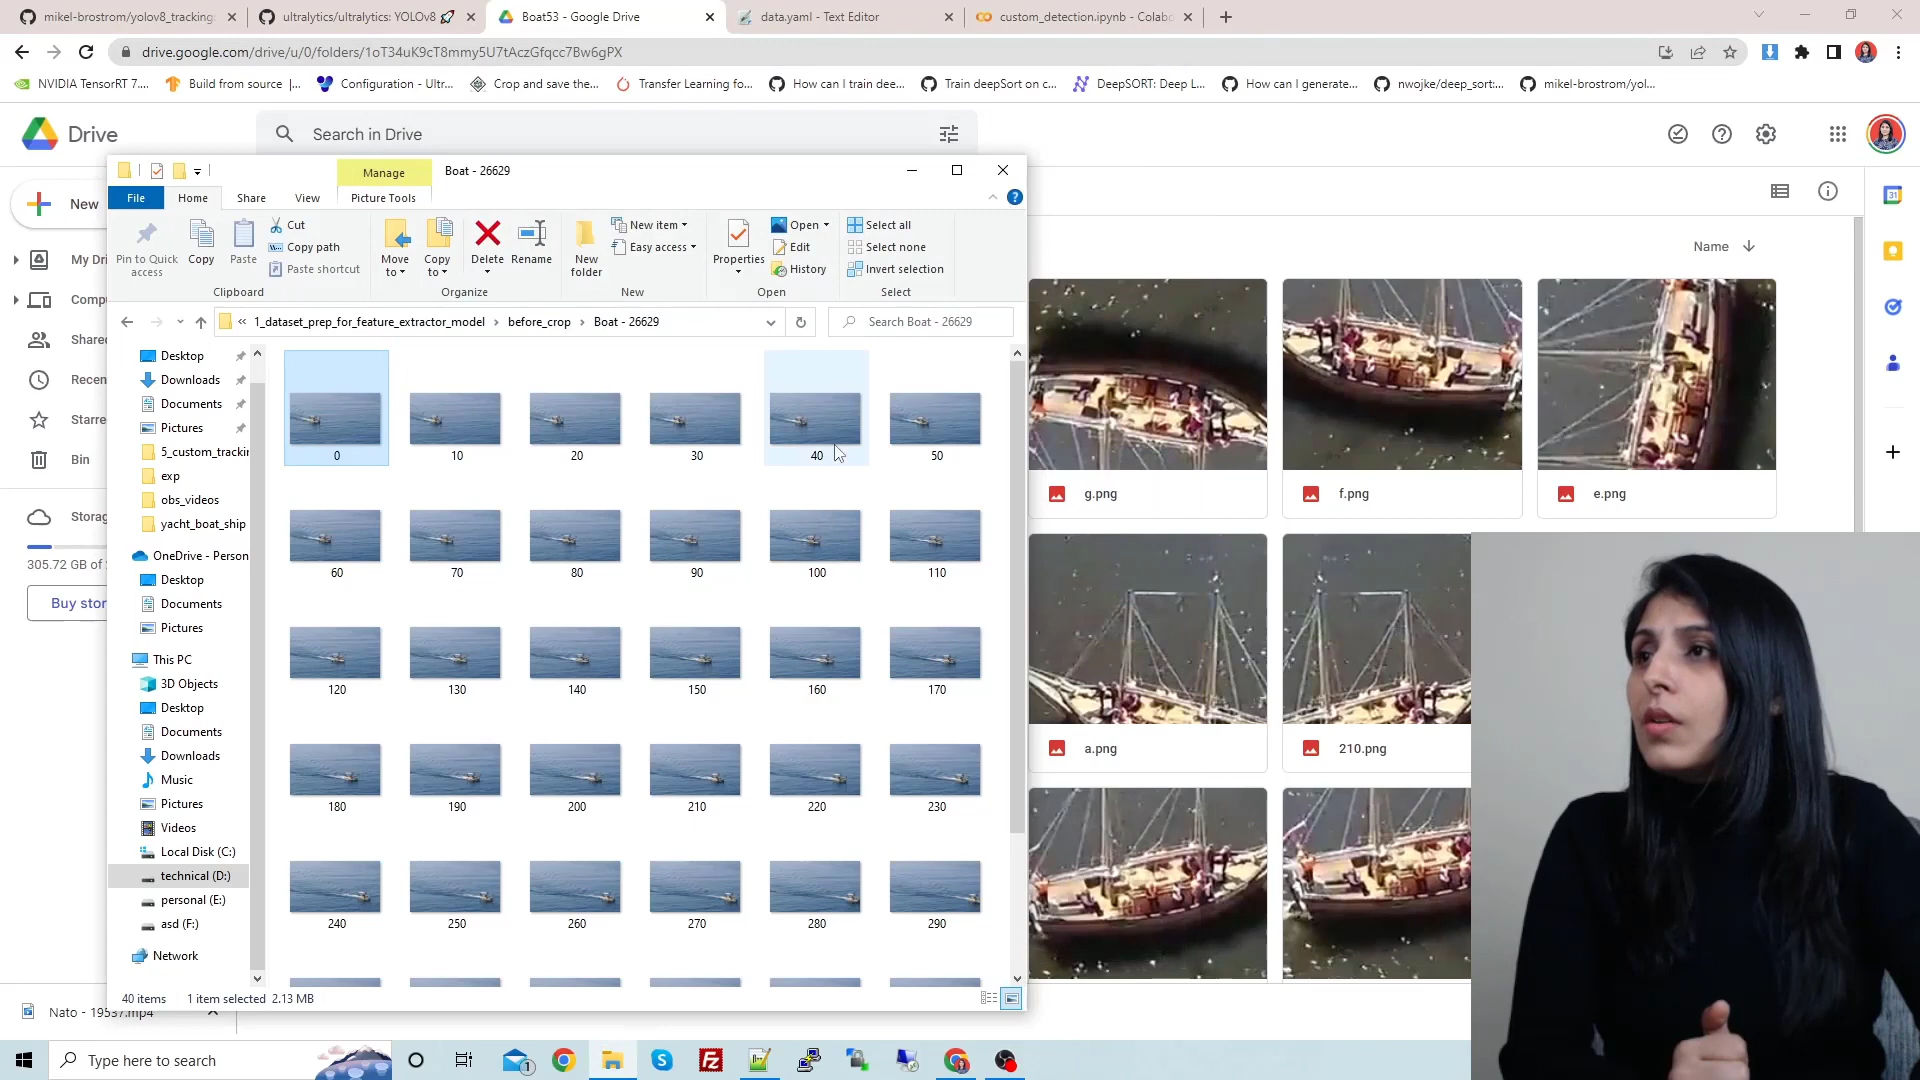 mikel-brostrom/yolov8_tracking:
ultralytics/ultralytics: YOLOv8 🚀
Boat53 - Google Drive
data.yaml - Text Editor
custom_detection.ipynb - Colab
drive.google.com/drive/u/0/folders/1oT34uK9cT8mmy5U7tAczGfqcc7Bw6gPX
NVIDIA TensorRT 7....
Build from source |...
Configuration - Ultr...
Crop and save the...
Transfer Learning fo...
How can I train dee...
Train deepSort on c...
DeepSORT: Deep L...
How can I generate...
nwojke/deep_sort:...
mikel-brostrom/yol...
Drive
Search in Drive
Manage
Boat - 26629
File
Home
Share
View
Picture Tools
New
Pin to Quick access
Copy
Paste
Cut
Copy path
Paste shortcut
Move to
Copy to
Delete
Rename
New folder
New item
Easy access
Properties
Open
Edit
History
Select all
Select none
Invert selection
Clipboard
Organize
New
Open
Select
« 1_dataset_prep_for_feature_extractor_model › before_crop › Boat - 26629
Search Boat - 26629
My Dri
Compu
Share
Recen
Starre
Bin
Storag
305.72 GB of
Buy stor
Desktop
Downloads
Documents
Pictures
5_custom_trackin
exp
obs_videos
yacht_boat_ship
OneDrive - Person
Desktop
Documents
Pictures
This PC
3D Objects
Desktop
Documents
Downloads
Music
Pictures
Videos
Local Disk (C:)
technical (D:)
personal (E:)
asd (F:)
Network
0 10 20 30 40 50
60 70 80 90 100 110
120 130 140 150 160 170
180 190 200 210 220 230
240 250 260 270 280 290
40 items 1 item selected 2.13 MB
Name
31
g.png
f.png
e.png
a.png
210.png
Nato - 19537.mp4
Type here to search
1